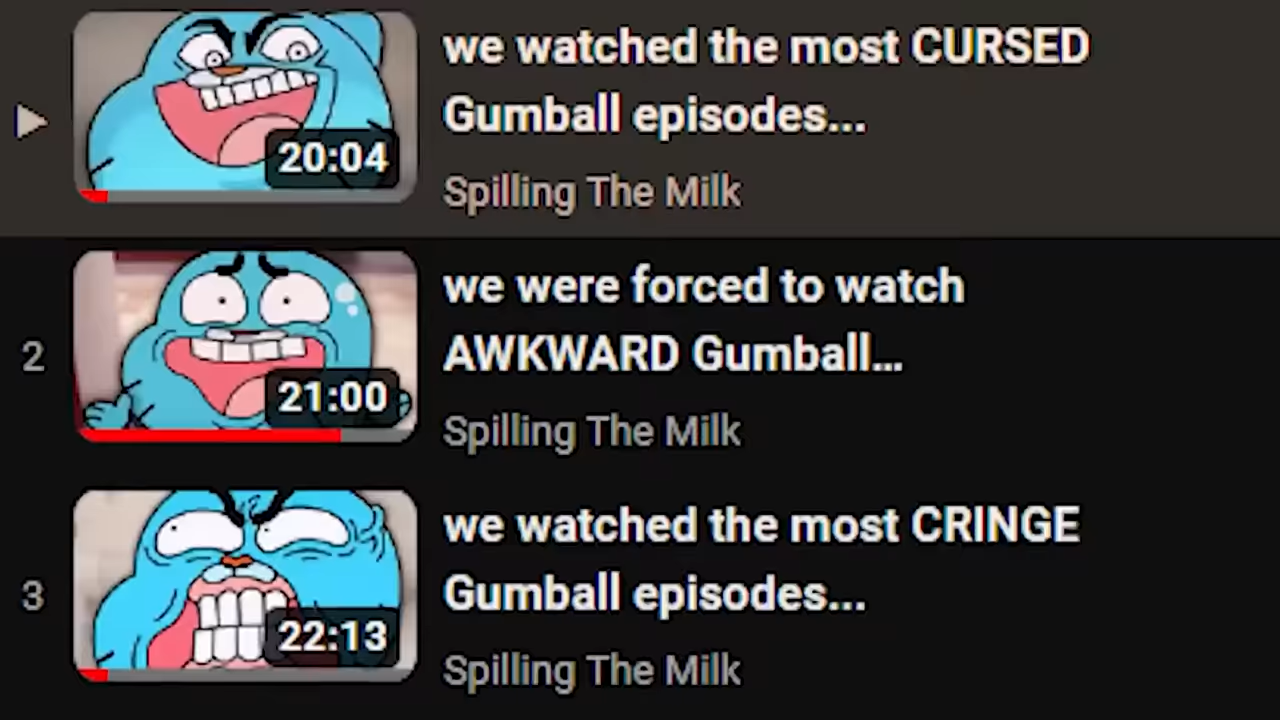 we watched the most CURSED
Gumball episodes...
20:04
Spilling The Milk
2
we were forced to watch
AWKWARD Gumball...
21:00
Spilling The Milk
3
we watched the most CRINGE
Gumball episodes...
22:13
Spilling The Milk